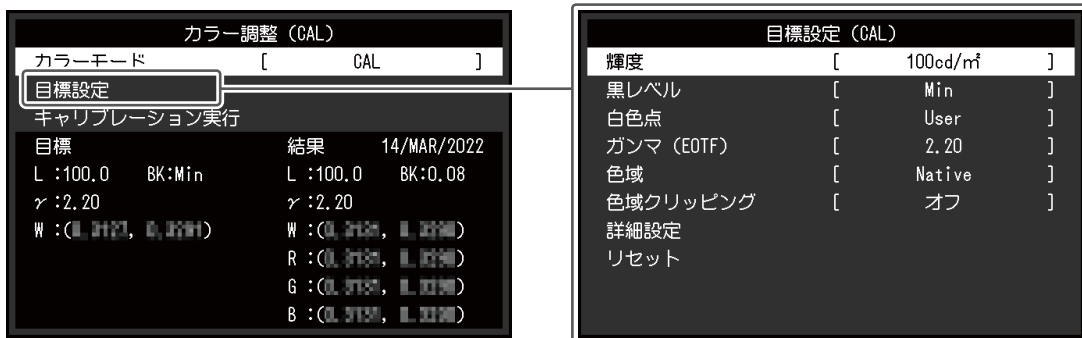 カラー調整（CAL）
カラーモード [ CAL ]
目標設定
キャリブレーション実行
目標
L :100.0 BK:Min
γ :2.20
W :( , )
結果 14/MAR/2022
L :100.0 BK:0.08
γ :2.20
W :( , )
R :( , )
G :( , )
B :( , )
目標設定（CAL）
輝度 [ 100cd/㎡ ]
黒レベル [ Min ]
白色点 [ User ]
ガンマ（EOTF） [ 2.20 ]
色域 [ Native ]
色域クリッピング [ オフ ]
詳細設定
リセット